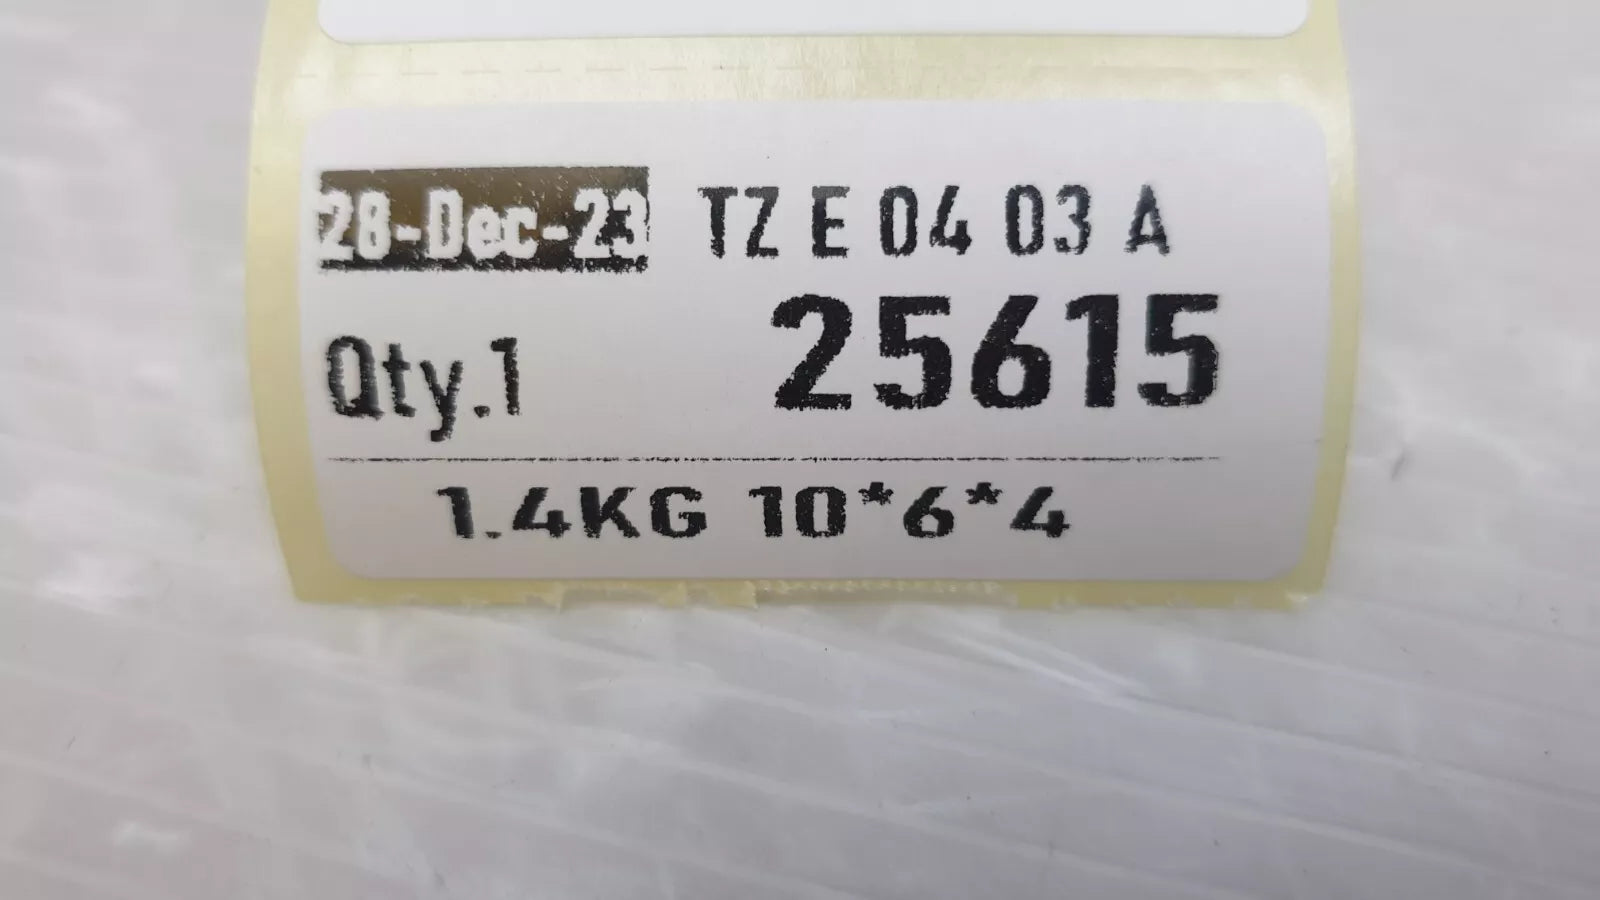 28-Dec-23 TZ E 04 03 A
Qty.1 25615
1.4KG 10*6*4